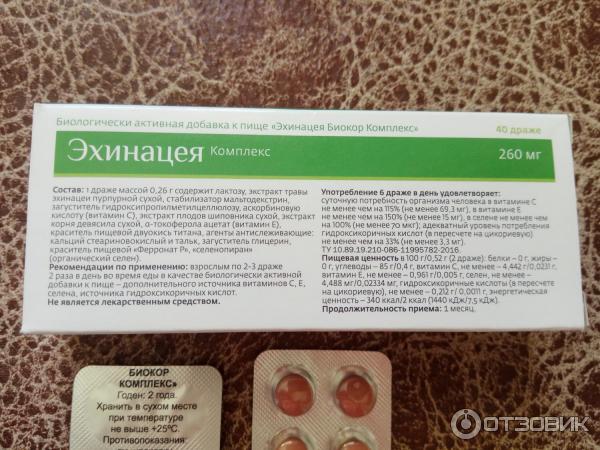 Биологически активная добавка к пище «Эхинацея Биокор Комплекс»
40 драже
Эхинацея Комплекс
260 мг
Состав: 1 драже массой 0,26 г содержит лактозу, экстракт травы
эхинацеи пурпурной сухой, стабилизатор мальтодекстрин,
загуститель гидроксипропилметилцеллюлозу, аскорбиновую
кислоту (витамин С), экстракт плодов шиповника сухой, экстракт
корня девясила сухой, α-токоферола ацетат (витамин Е),
краситель пищевой двуокись титана, агенты антислеживающие:
кальций стеариновокислый и тальк, загуститель глицерин,
краситель пищевой «Ферронат Р», «селенопиран»
(органический селен).
Рекомендации по применению: взрослым по 2–3 драже
2 раза в день во время еды в качестве биологически активной
добавки к пище – дополнительного источника витаминов С, Е,
селена, источника гидроксикоричных кислот.
Не является лекарственным средством.
Употребление 6 драже в день удовлетворяет:
суточную потребность организма человека в витамине С
не менее чем на 115% (не менее 69,3 мг), в витамине Е
не менее чем на 150% (не менее 15 мг), в селене не менее чем
на 100% (не менее 70 мкг); адекватный уровень потребления
гидроксикоричных кислот (в пересчете на цикориевую)
не менее чем на 33% (не менее 3,3 мг).
ТУ 10.89.19.210-086-11995782-2016.
Пищевая ценность в 100 г/0,52 г (2 драже): белки – 0 г, жиры –
0 г, углеводы – 85 г/0,4 г, витамин С, не менее – 4,442 г/0,0231 г,
витамин Е, не менее – 0,961 г/0,005 г, селен, не менее –
4,488 мг/0,02334 мг, гидроксикоричные кислоты (в пересчете
на цикориевую), не менее – 0,212 г/ 0,0011 г, энергетическая
ценность – 340 ккал/2 ккал (1440 кДж/7,5 кДж).
Продолжительность приема: 1 месяц.
БИОКОР
КОМПЛЕКС»
Годен: 2 года.
Хранить в сухом месте
при температуре
не выше +25°С.
Противопоказания:
ОТЗОВИК